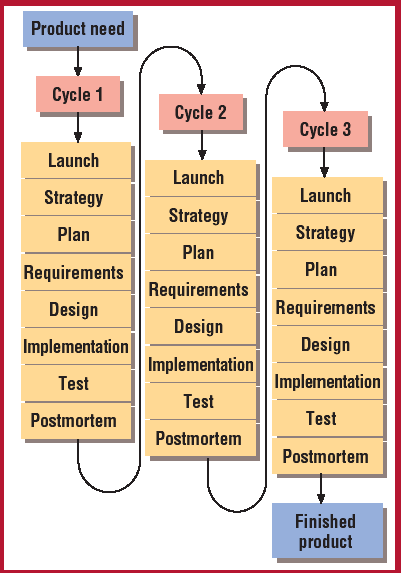 Product need
Cycle 1
Launch
Strategy
Plan
Requirements
Design
Implementation
Test
Postmortem
Cycle 2
Launch
Strategy
Plan
Requirements
Design
Implementation
Test
Postmortem
Cycle 3
Launch
Strategy
Plan
Requirements
Design
Implementation
Test
Postmortem
Finished
product